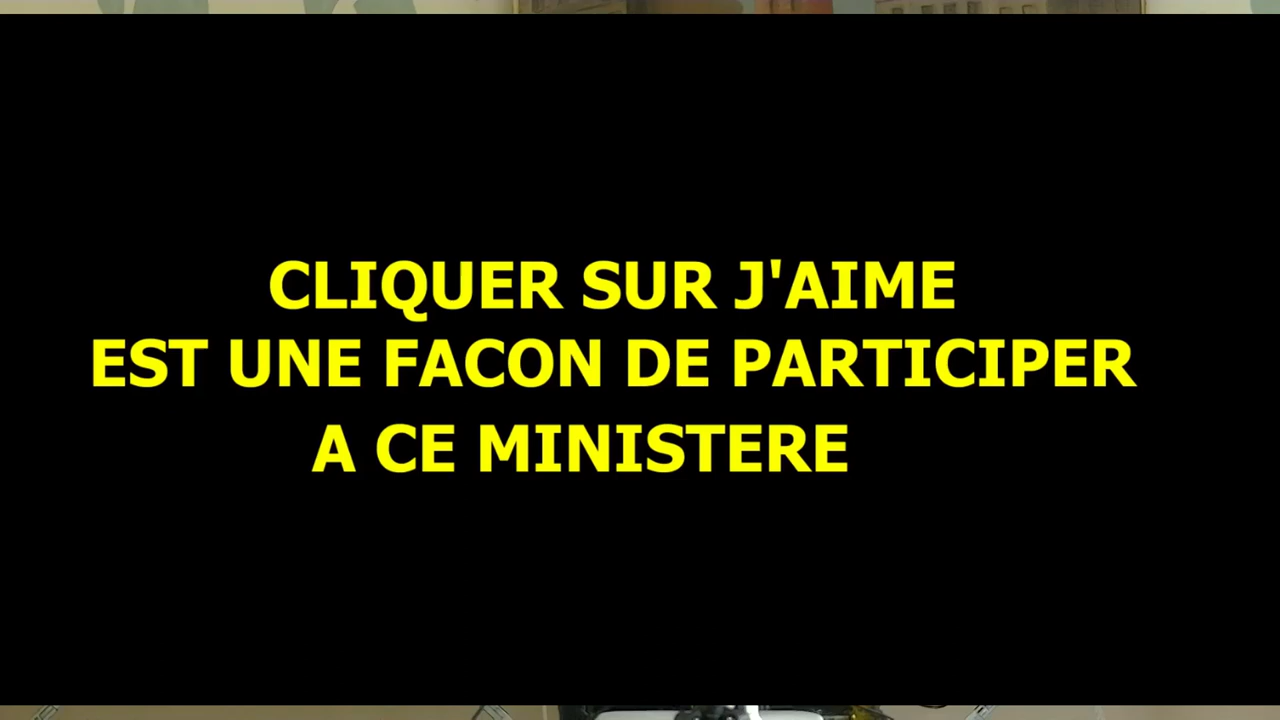 CLIQUER SUR J'AIME
EST UNE FACON DE PARTICIPER
A CE MINISTERE